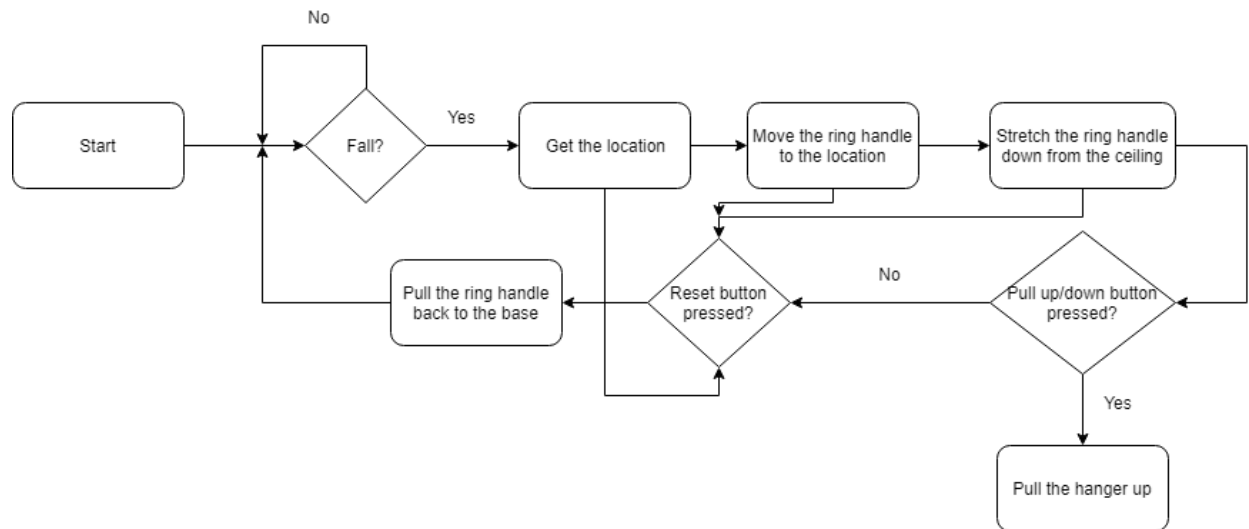 No
Yes
Start
Fall?
Get the location
Move the ring handle
to the location
Stretch the ring handle
down from the ceiling
Pull the ring handle
back to the base
Reset button
pressed?
No
Pull up/down button
pressed?
Yes
Pull the hanger up